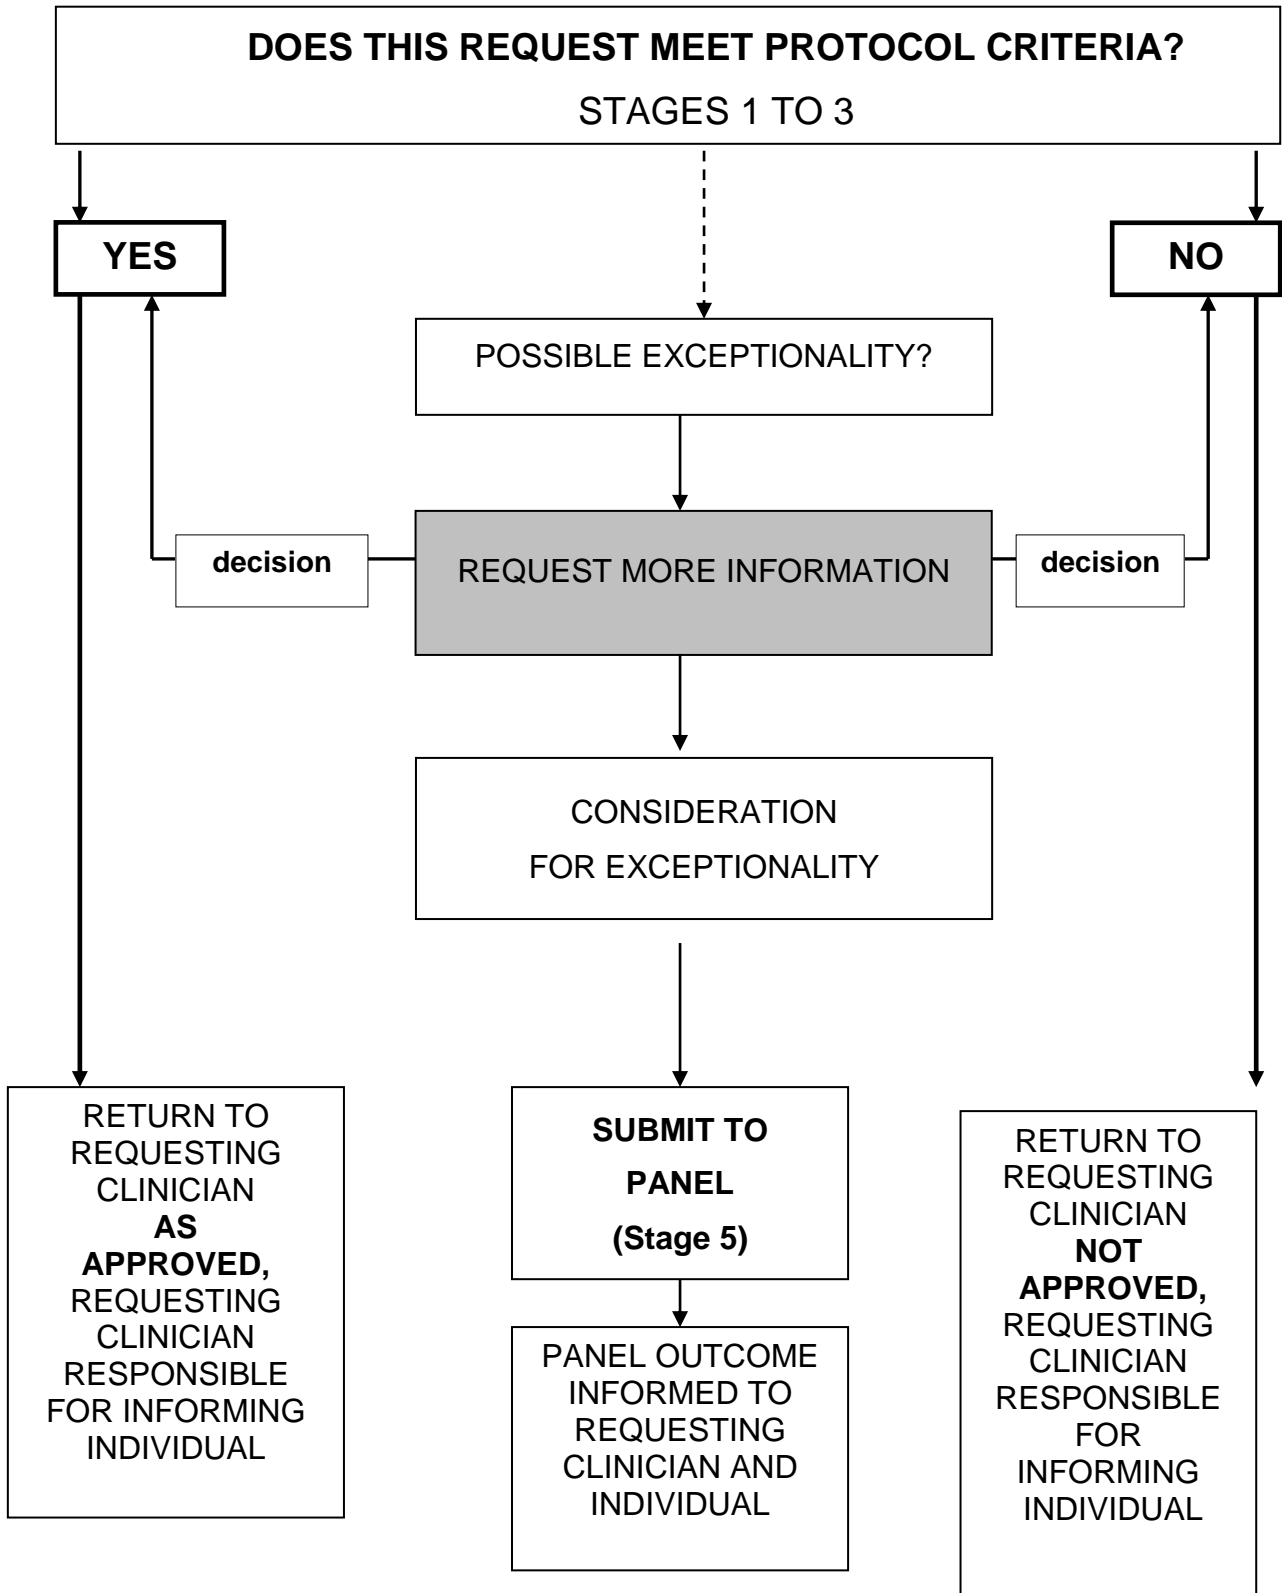 DOES THIS REQUEST MEET PROTOCOL CRITERIA?
STAGES 1 TO 3
YES
NO
POSSIBLE EXCEPTIONALITY?
decision
REQUEST MORE INFORMATION
decision
CONSIDERATION
FOR EXCEPTIONALITY
RETURN TO
REQUESTING
CLINICIAN
AS
APPROVED,
REQUESTING
CLINICIAN
RESPONSIBLE
FOR INFORMING
INDIVIDUAL
SUBMIT TO
PANEL
(Stage 5)
PANEL OUTCOME
INFORMED TO
REQUESTING
CLINICIAN AND
INDIVIDUAL
RETURN TO
REQUESTING
CLINICIAN
NOT
APPROVED,
REQUESTING
CLINICIAN
RESPONSIBLE
FOR
INFORMING
INDIVIDUAL